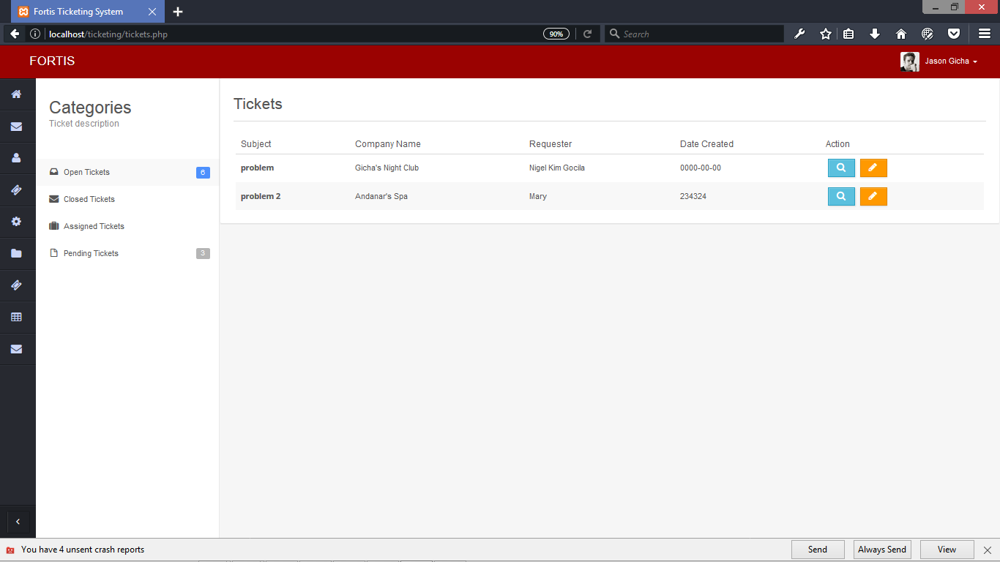 Fortis Ticketing System
localhost/ticketing/tickets.php
90%
Search
FORTIS
Jason Gicha
Categories
Ticket description
Open Tickets 6
Closed Tickets
Assigned Tickets
Pending Tickets 3
Tickets
Subject Company Name Requester Date Created Action
problem Gicha's Night Club Nigel Kim Gocila 0000-00-00
problem 2 Andanar's Spa Mary 234324
You have 4 unsent crash reports
Send Always Send View